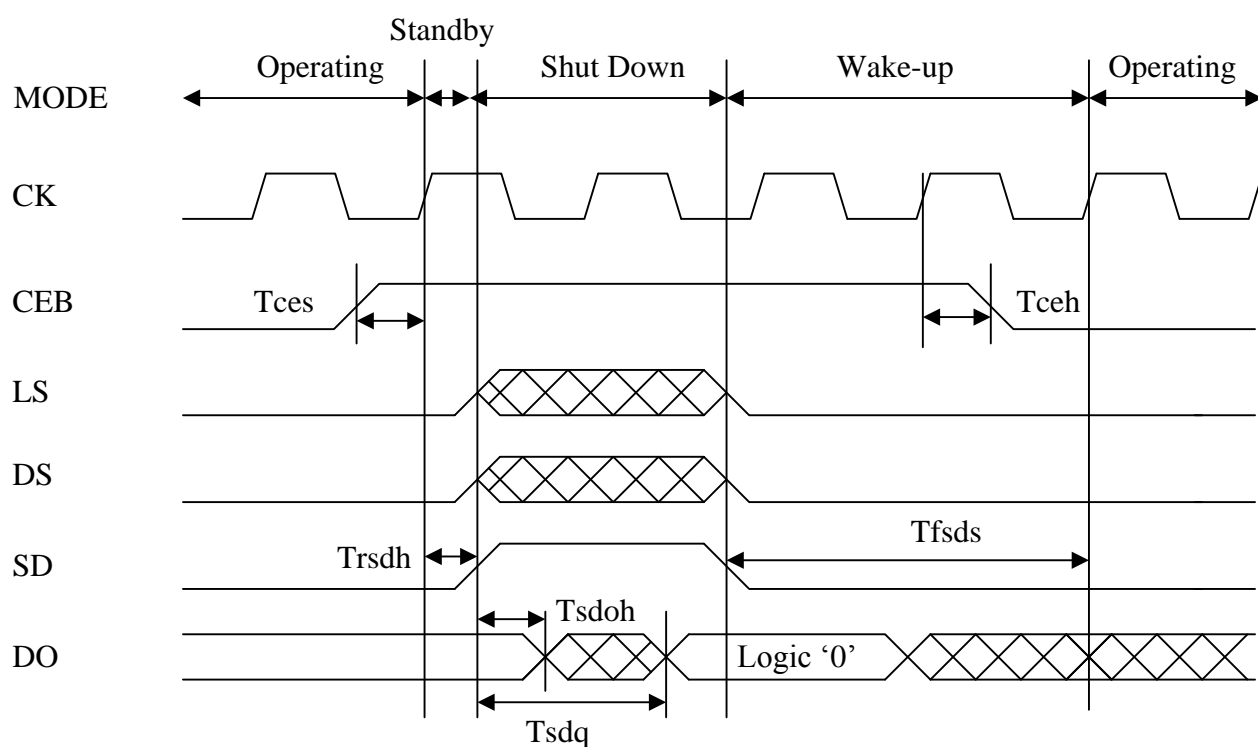 Standby
Operating
Shut Down
Wake-up
Operating
MODE
CK
CEB
Tces
Tceh
LS
DS
Tfsds
Trsdh
SD
Tsdoh
DO
Logic ‘0’
Tsdq